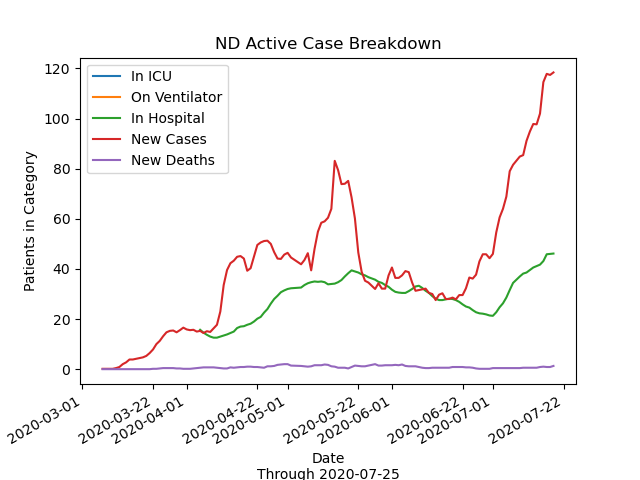 ND Active Case Breakdown
In ICU
On Ventilator
In Hospital
New Cases
New Deaths
Patients in Category
120
100
80
60
40
20
0
2020-03-01
2020-03-22
2020-04-01
2020-04-22
2020-05-01
2020-05-22
2020-06-01
2020-06-22
2020-07-01
2020-07-22
Date
Through 2020-07-25